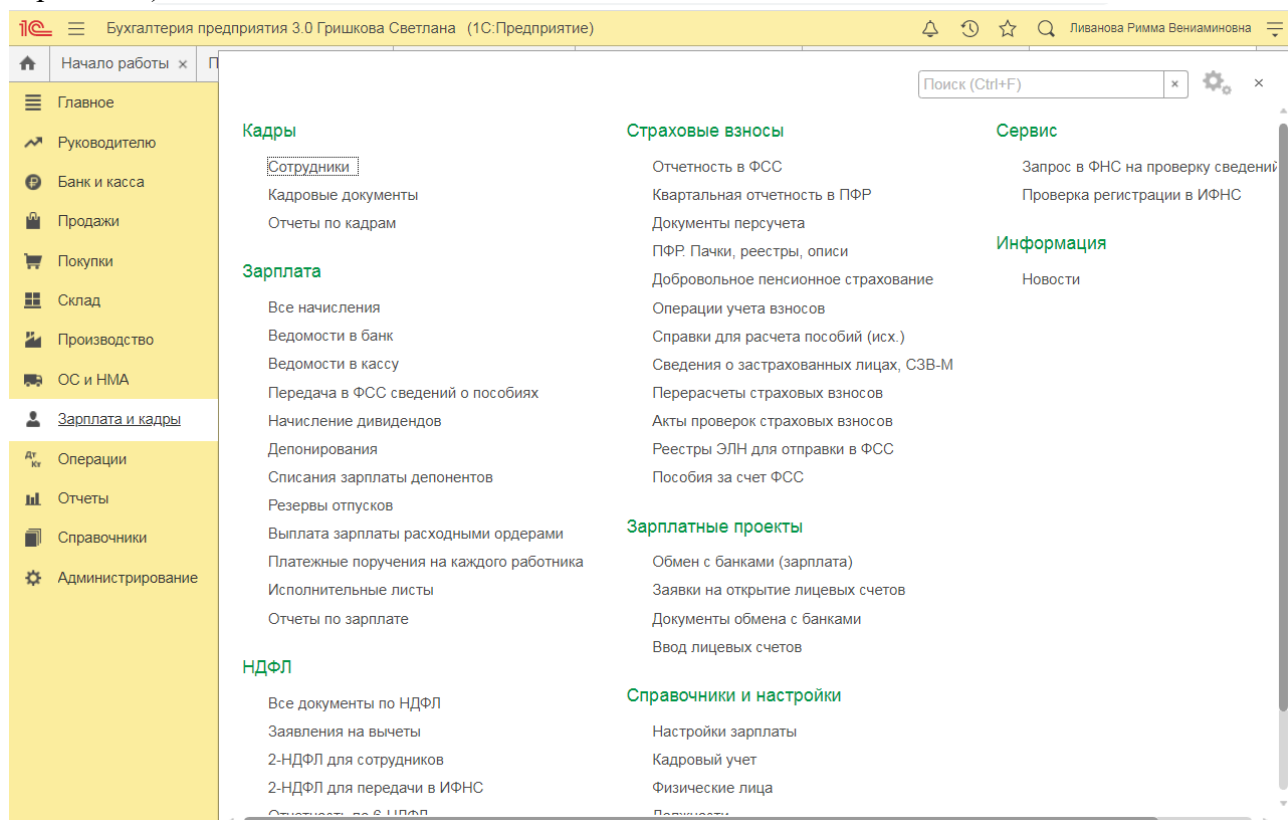 1С Бухгалтерия предприятия 3.0 Гришкова Светлана (1С:Предприятие) Ливанова Римма Вениаминовна
Начало работы × П
Поиск (Ctrl+F) × ×
Главное
Руководителю
Банк и касса
Продажи
Покупки
Склад
Производство
ОС и НМА
Зарплата и кадры
Дт Кт Операции
Отчеты
Справочники
Администрирование
Кадры
Сотрудники
Кадровые документы
Отчеты по кадрам
Зарплата
Все начисления
Ведомости в банк
Ведомости в кассу
Передача в ФСС сведений о пособиях
Начисление дивидендов
Депонирования
Списания зарплаты депонентов
Резервы отпусков
Выплата зарплаты расходными ордерами
Платежные поручения на каждого работника
Исполнительные листы
Отчеты по зарплате
НДФЛ
Все документы по НДФЛ
Заявления на вычеты
2-НДФЛ для сотрудников
2-НДФЛ для передачи в ИФНС
Отчетность по 6-НДФЛ
Страховые взносы
Отчетность в ФСС
Квартальная отчетность в ПФР
Документы персучета
ПФР. Пачки, реестры, описи
Добровольное пенсионное страхование
Операции учета взносов
Справки для расчета пособий (исх.)
Сведения о застрахованных лицах, СЗВ-М
Перерасчеты страховых взносов
Акты проверок страховых взносов
Реестры ЭЛН для отправки в ФСС
Пособия за счет ФСС
Зарплатные проекты
Обмен с банками (зарплата)
Заявки на открытие лицевых счетов
Документы обмена с банками
Ввод лицевых счетов
Справочники и настройки
Настройки зарплаты
Кадровый учет
Физические лица
Должности
Сервис
Запрос в ФНС на проверку сведений
Проверка регистрации в ИФНС
Информация
Новости